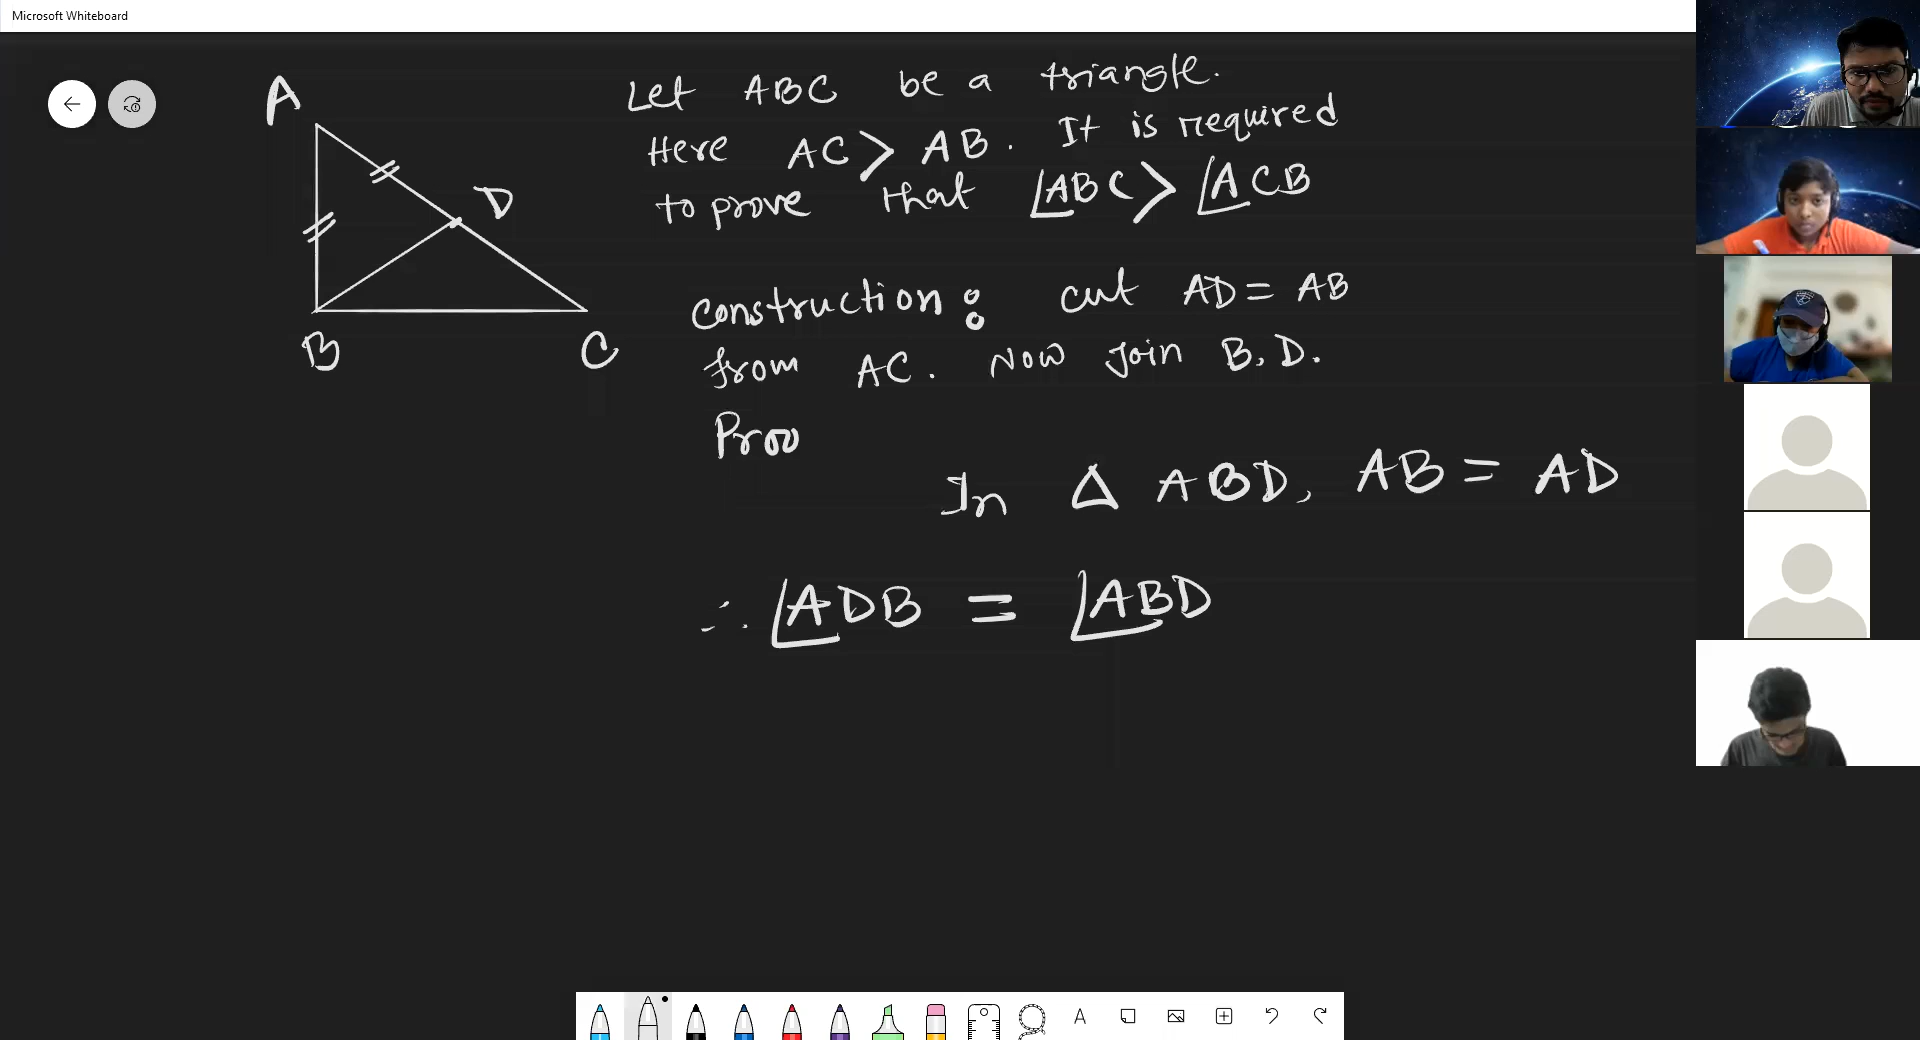 Microsoft Whiteboard
A
D
B
C
Let ABC be a triangle.
Here AC > AB. It is required
to prove that ∠ABC > ∠ACB
construction: cut AD = AB
from AC. Now Join B, D.
Proo
In Δ ABD, AB = AD
∴ ∠ADB = ∠ABD
A